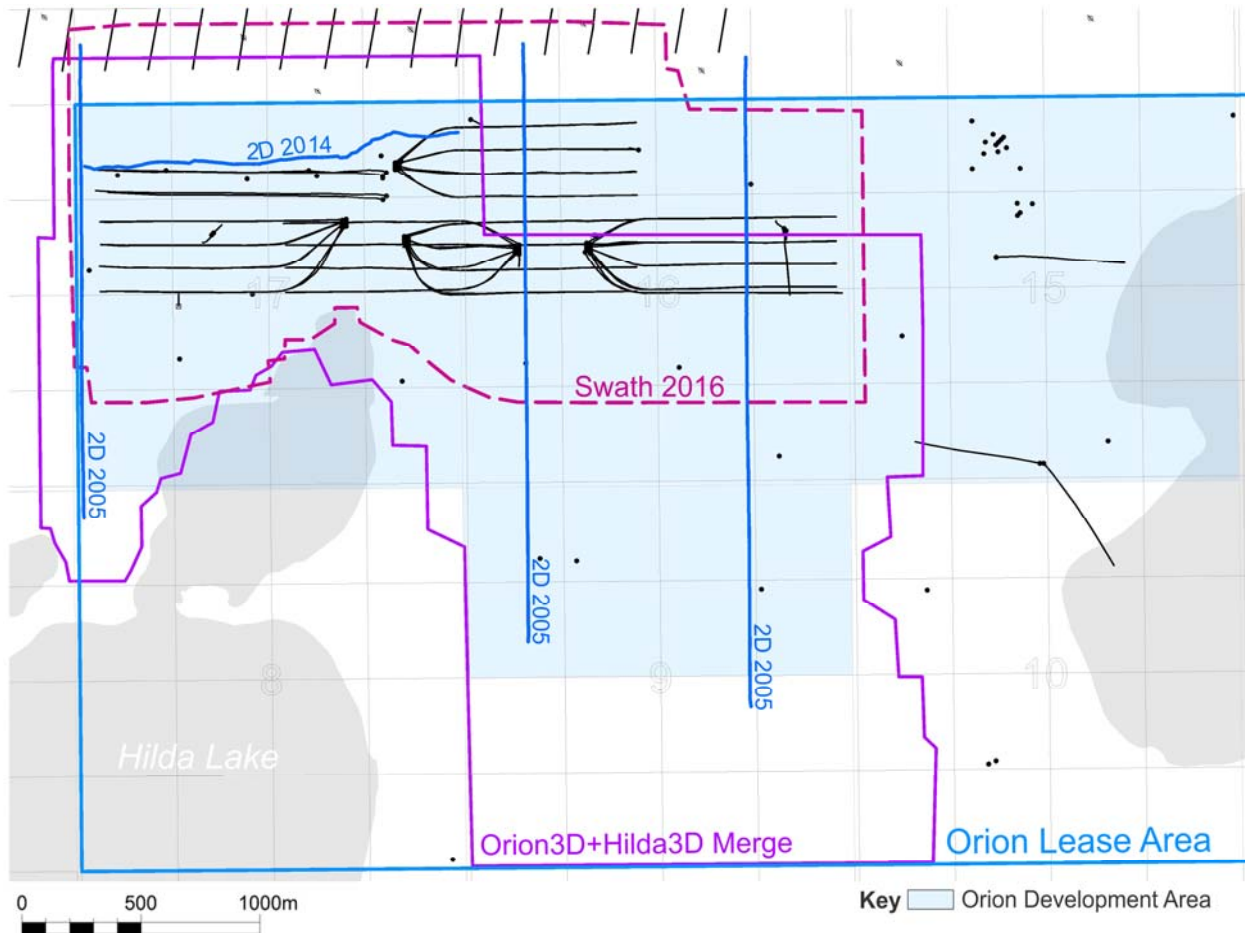 2D 2014
17
16
15
Swath 2016
2D 2005
2D 2005
2D 2005
8
9
10
Hilda Lake
Orion3D+Hilda3D Merge
Orion Lease Area
0 500 1000m
Key Orion Development Area